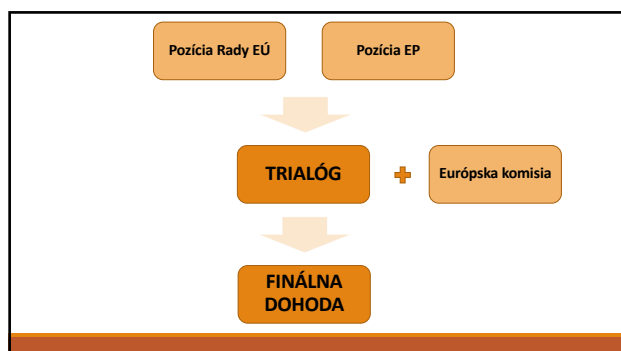 Pozícia Rady EÚ
Pozícia EP
TRIALÓG
Európska komisia
FINÁLNA
DOHODA